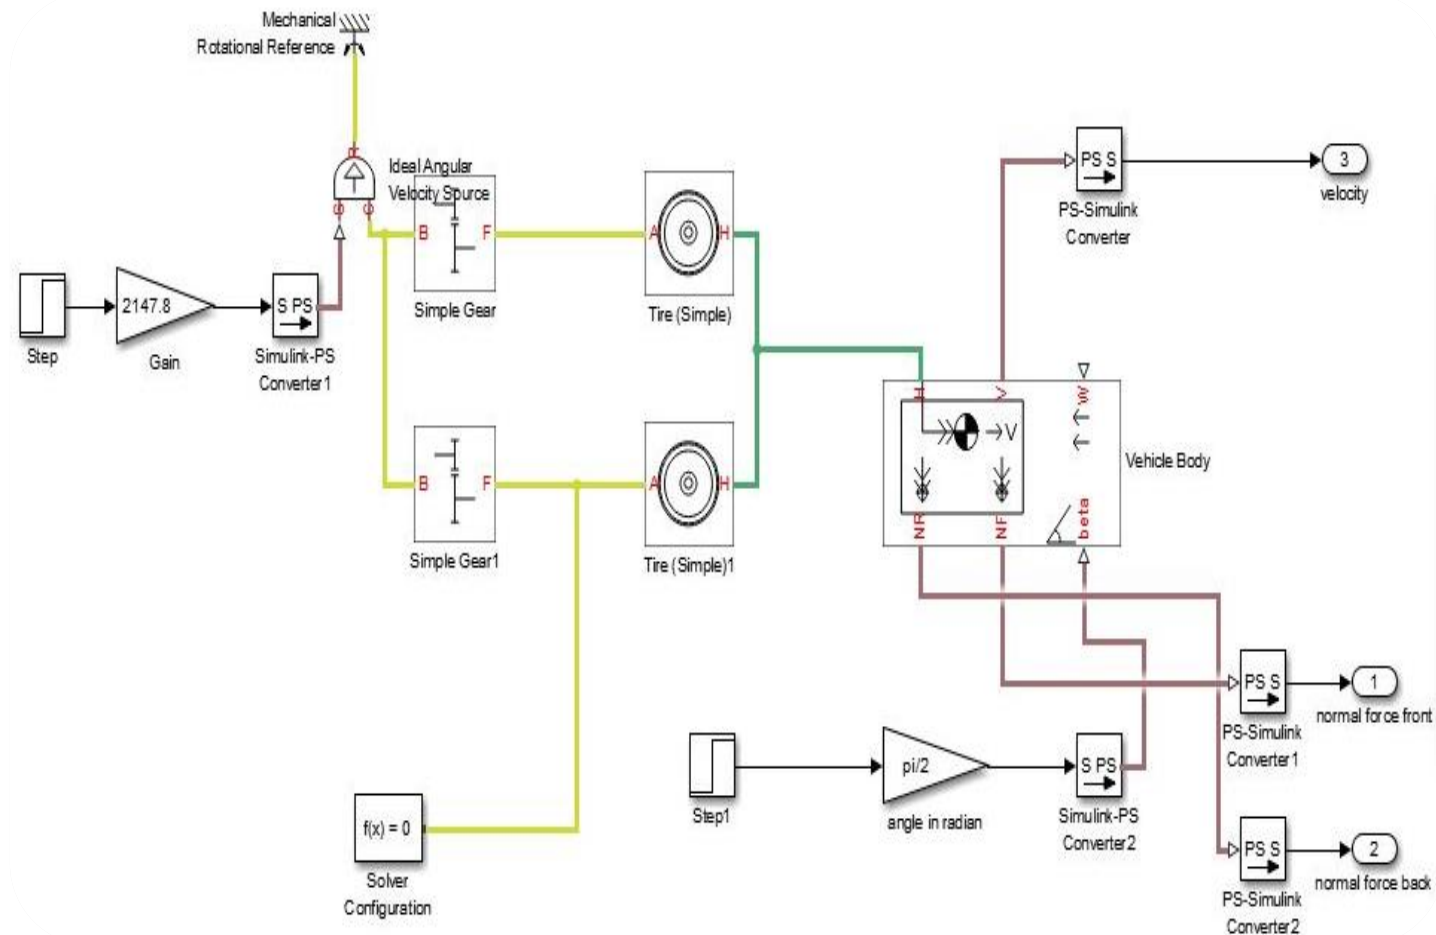 Mechanical
Rotational Reference
R
Ideal Angular
Velocity Source
S
C
B
F
Simple Gear
A
H
Tire (Simple)
Step
2147.8
Gain
S PS
Simulink-PS
Converter1
PS S
PS-Simulink
Converter
3
velocity
B
F
Simple Gear1
A
H
Tire (Simple)1
H
V
W
V
NR
NF
beta
Vehicle Body
Step1
pi/2
angle in radian
S PS
Simulink-PS
Converter2
PS S
PS-Simulink
Converter1
1
normal force front
PS S
PS-Simulink
Converter2
2
normal force back
f(x) = 0
Solver
Configuration